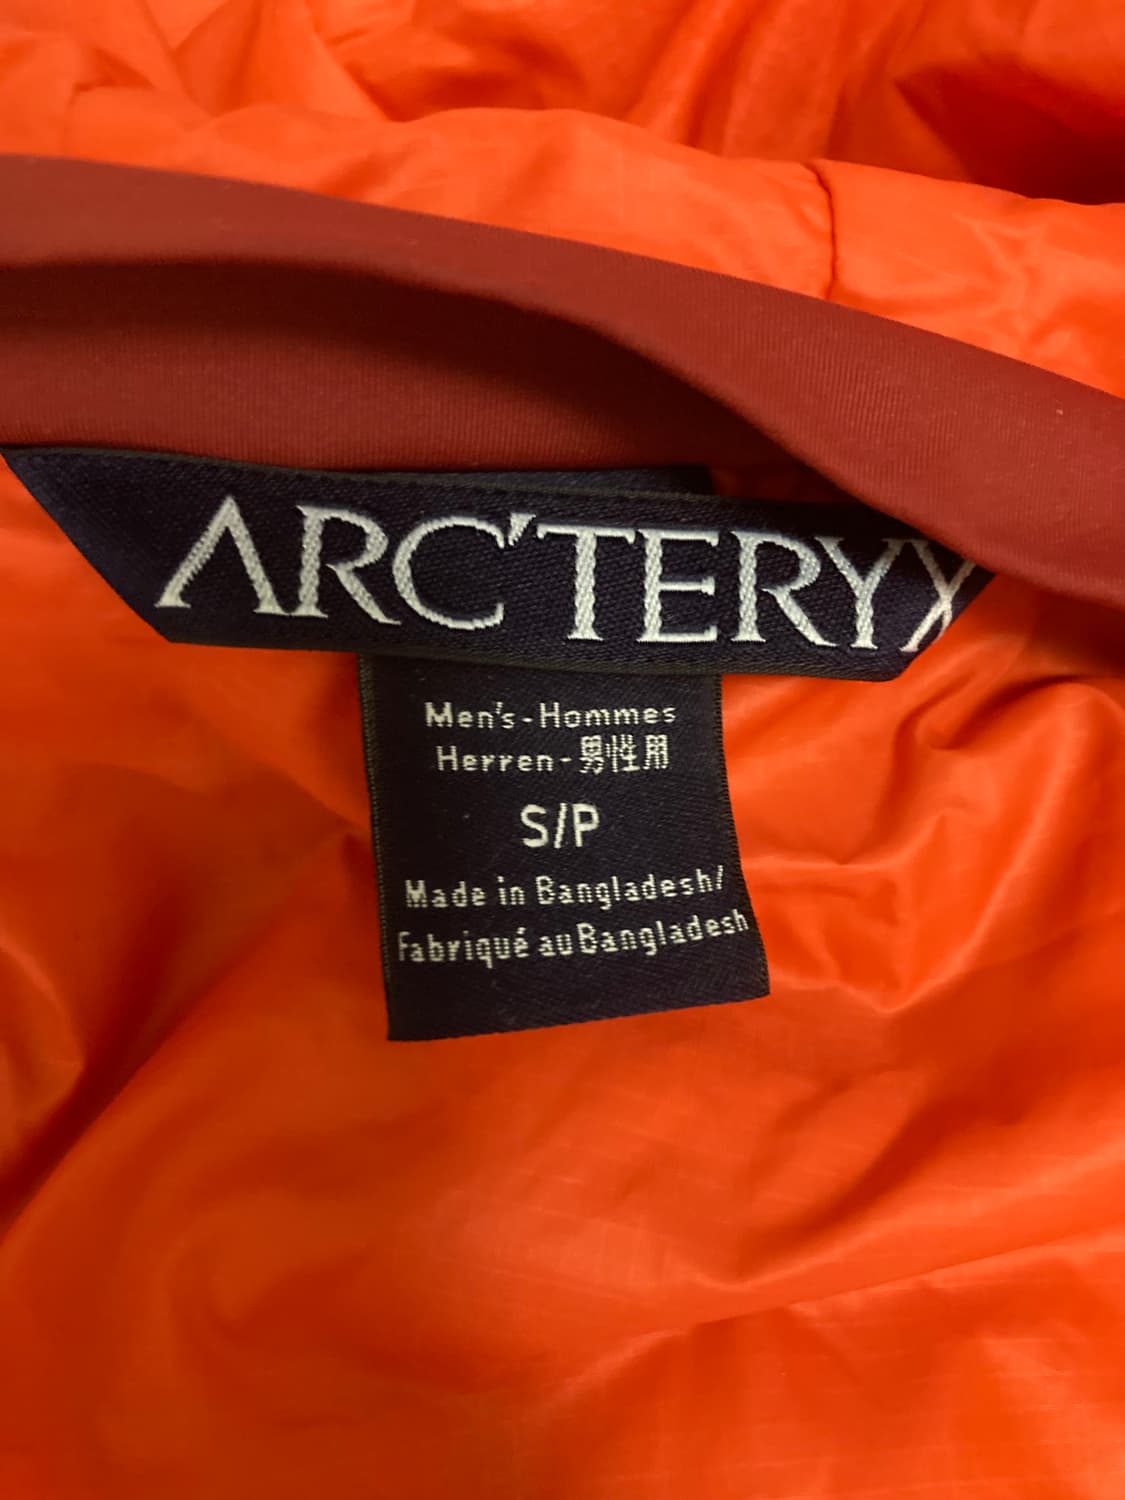 ARC'TERYX
Men's-Hommes
Herren-男性用
S/P
Made in Bangladesh/
Fabriqué au Bangladesh